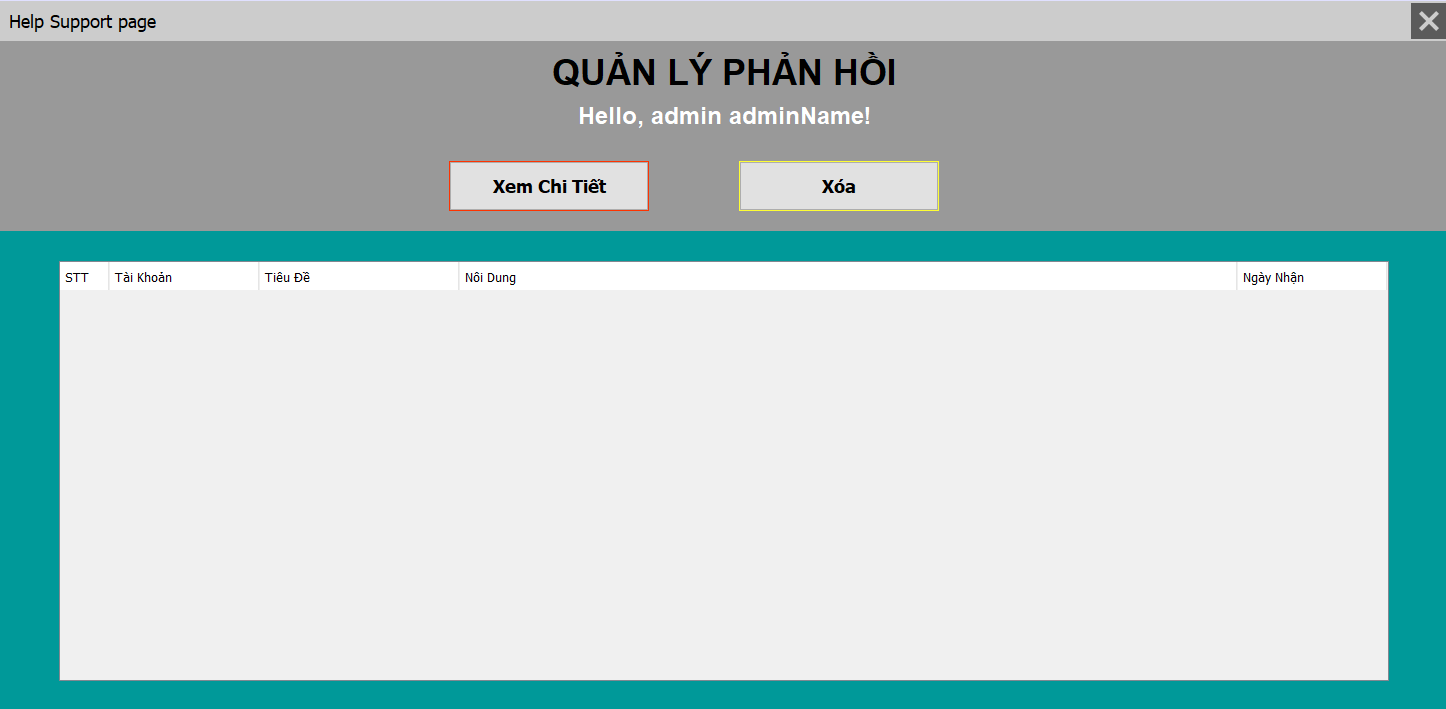 Help Support page
QUẢN LÝ PHẢN HỒI
Hello, admin adminName!
Xem Chi Tiết Xóa
STT Tài Khoản Tiêu Đề Nôi Dung Ngày Nhận